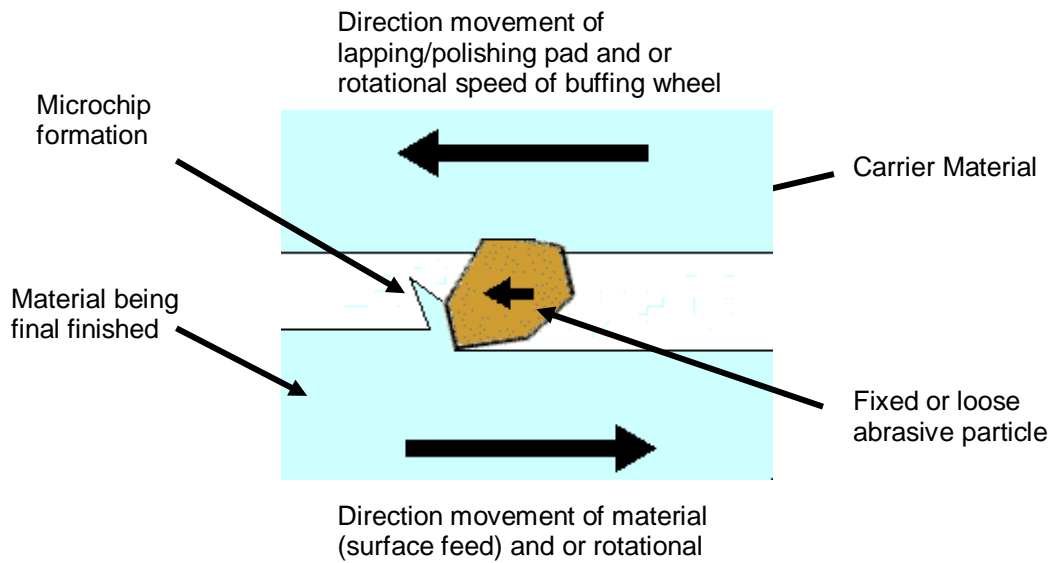 Direction movement of
lapping/polishing pad and or
rotational speed of buffing wheel
Microchip
formation
Carrier Material
Material being
final finished
Fixed or loose
abrasive particle
Direction movement of material
(surface feed) and or rotational